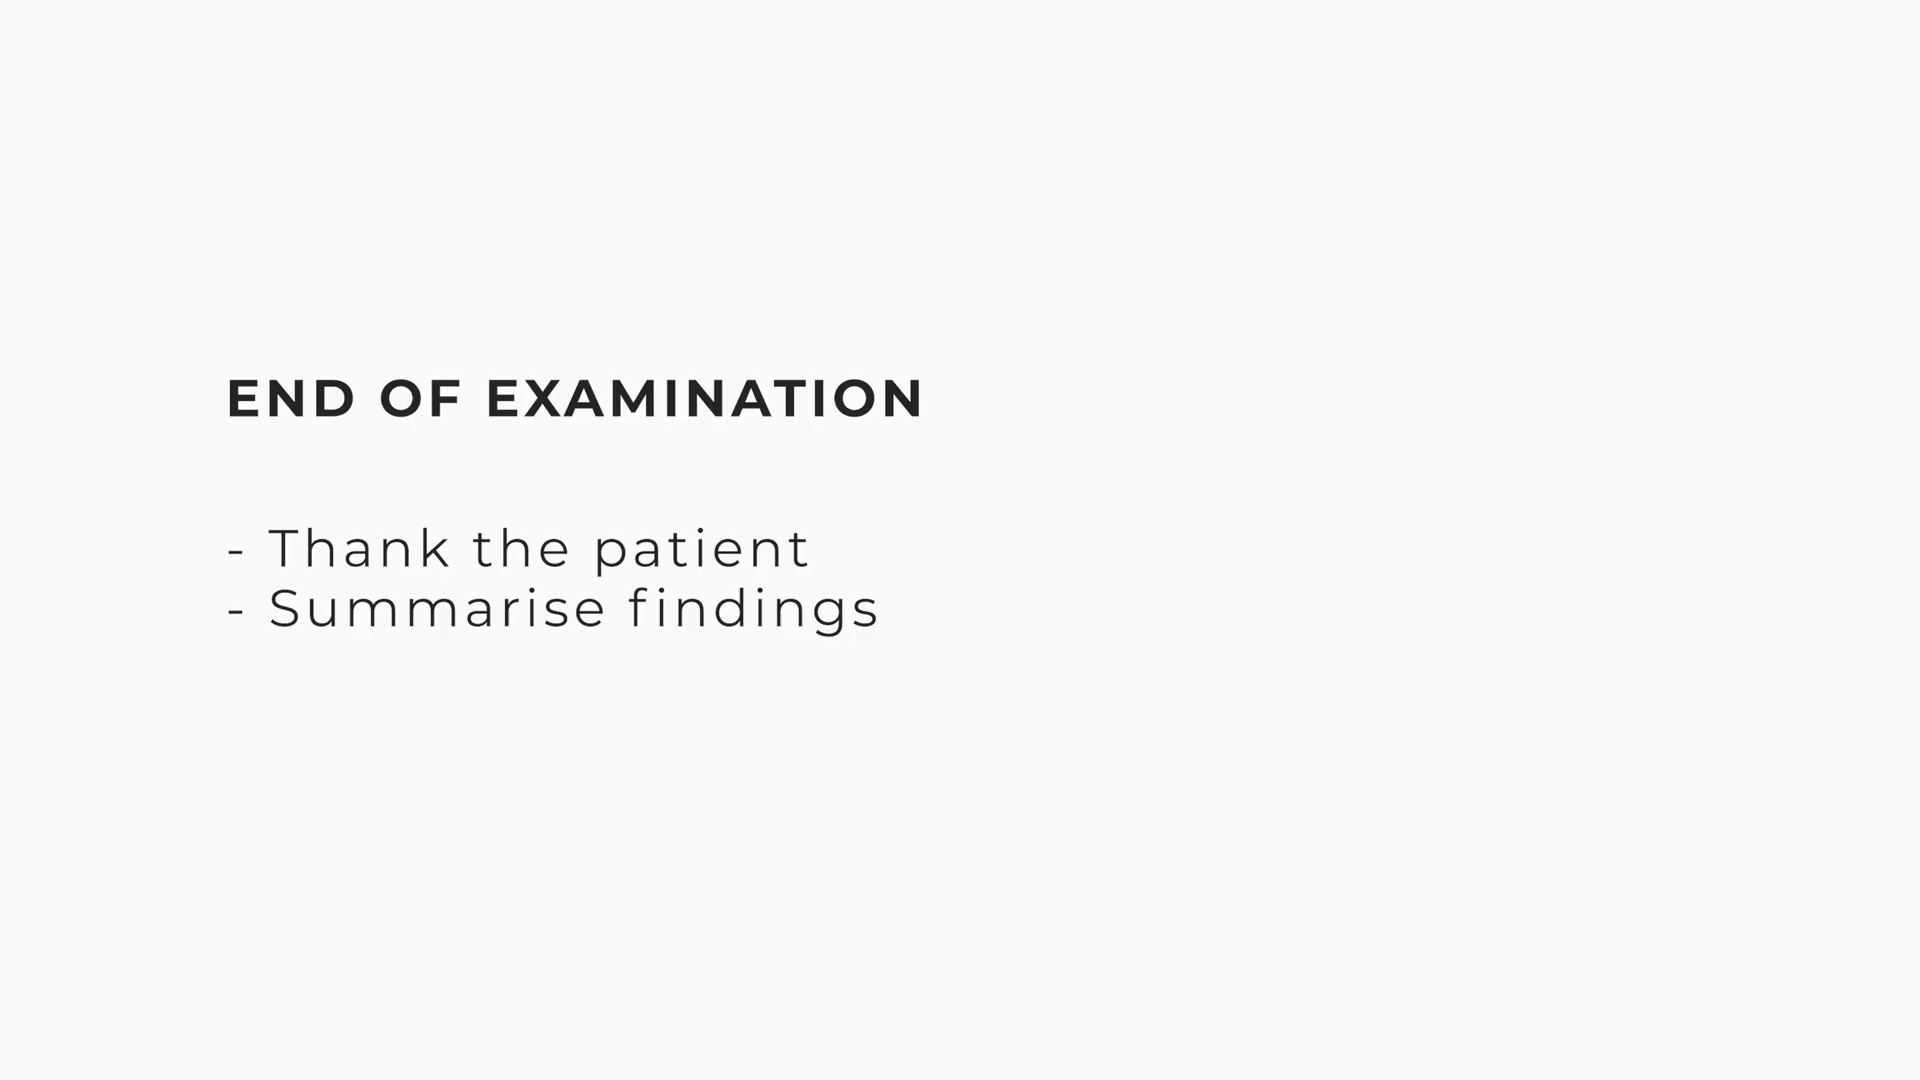 END OF EXAMINATION
- Thank the patient
- Summarise findings